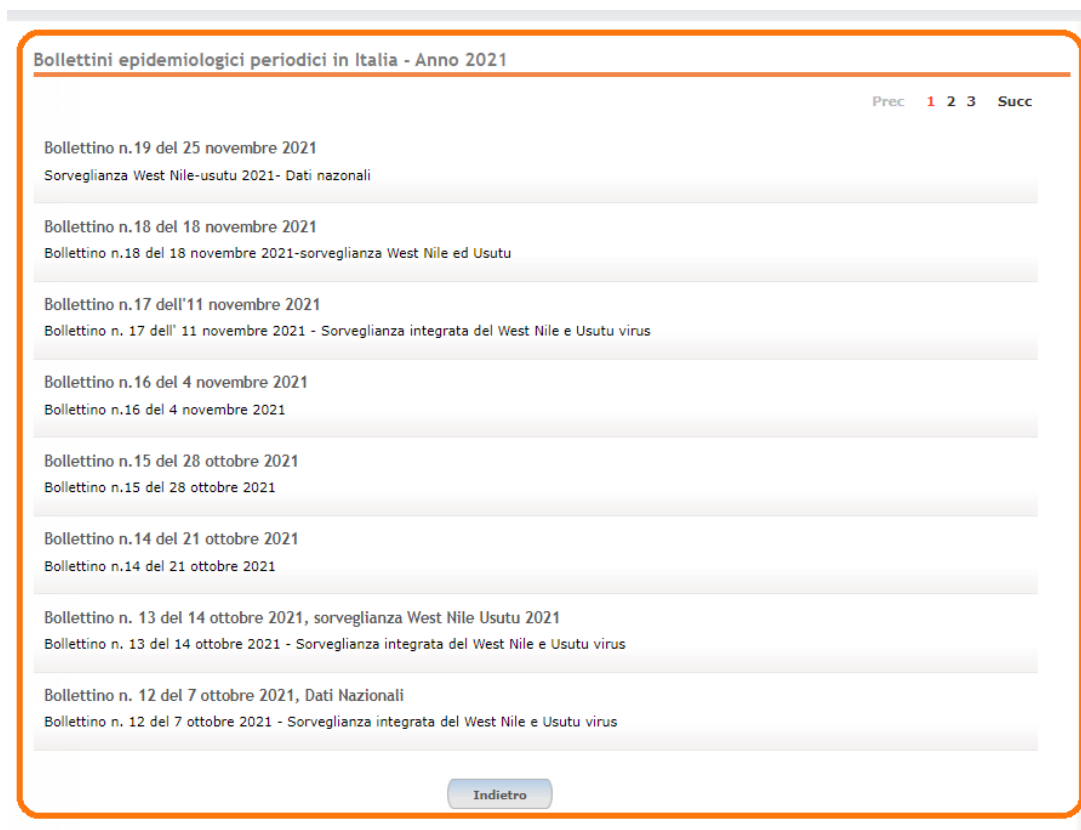 Bollettini epidemiologici periodici in Italia - Anno 2021
Prec 1 2 3 Succ
Bollettino n.19 del 25 novembre 2021
Sorveglianza West Nile-usutu 2021- Dati nazonali
Bollettino n.18 del 18 novembre 2021
Bollettino n.18 del 18 novembre 2021-sorveglianza West Nile ed Usutu
Bollettino n.17 dell'11 novembre 2021
Bollettino n. 17 dell' 11 novembre 2021 - Sorveglianza integrata del West Nile e Usutu virus
Bollettino n.16 del 4 novembre 2021
Bollettino n.16 del 4 novembre 2021
Bollettino n.15 del 28 ottobre 2021
Bollettino n.15 del 28 ottobre 2021
Bollettino n.14 del 21 ottobre 2021
Bollettino n.14 del 21 ottobre 2021
Bollettino n. 13 del 14 ottobre 2021, sorveglianza West Nile Usutu 2021
Bollettino n. 13 del 14 ottobre 2021 - Sorveglianza integrata del West Nile e Usutu virus
Bollettino n. 12 del 7 ottobre 2021, Dati Nazionali
Bollettino n. 12 del 7 ottobre 2021 - Sorveglianza integrata del West Nile e Usutu virus
Indietro